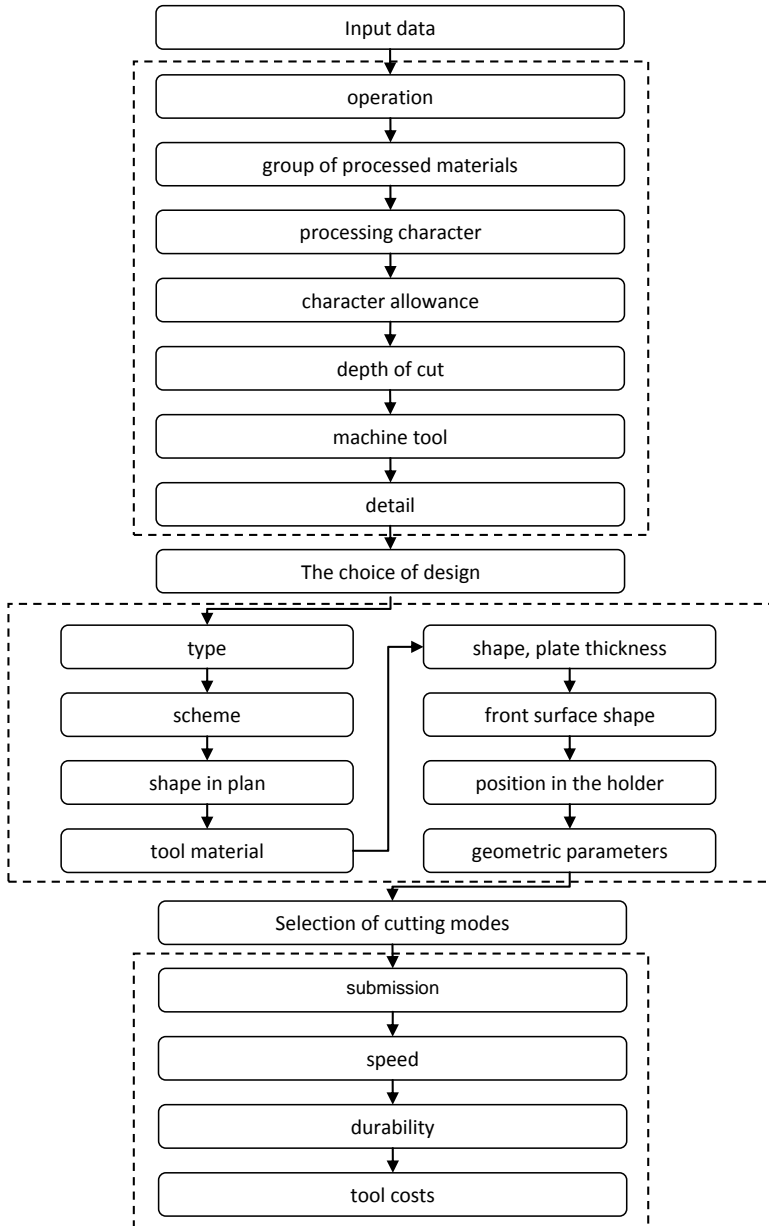 Input data
operation
group of processed materials
processing character
character allowance
depth of cut
machine tool
detail
The choice of design
type
scheme
shape in plan
tool material
shape, plate thickness
front surface shape
position in the holder
geometric parameters
Selection of cutting modes
submission
speed
durability
tool costs